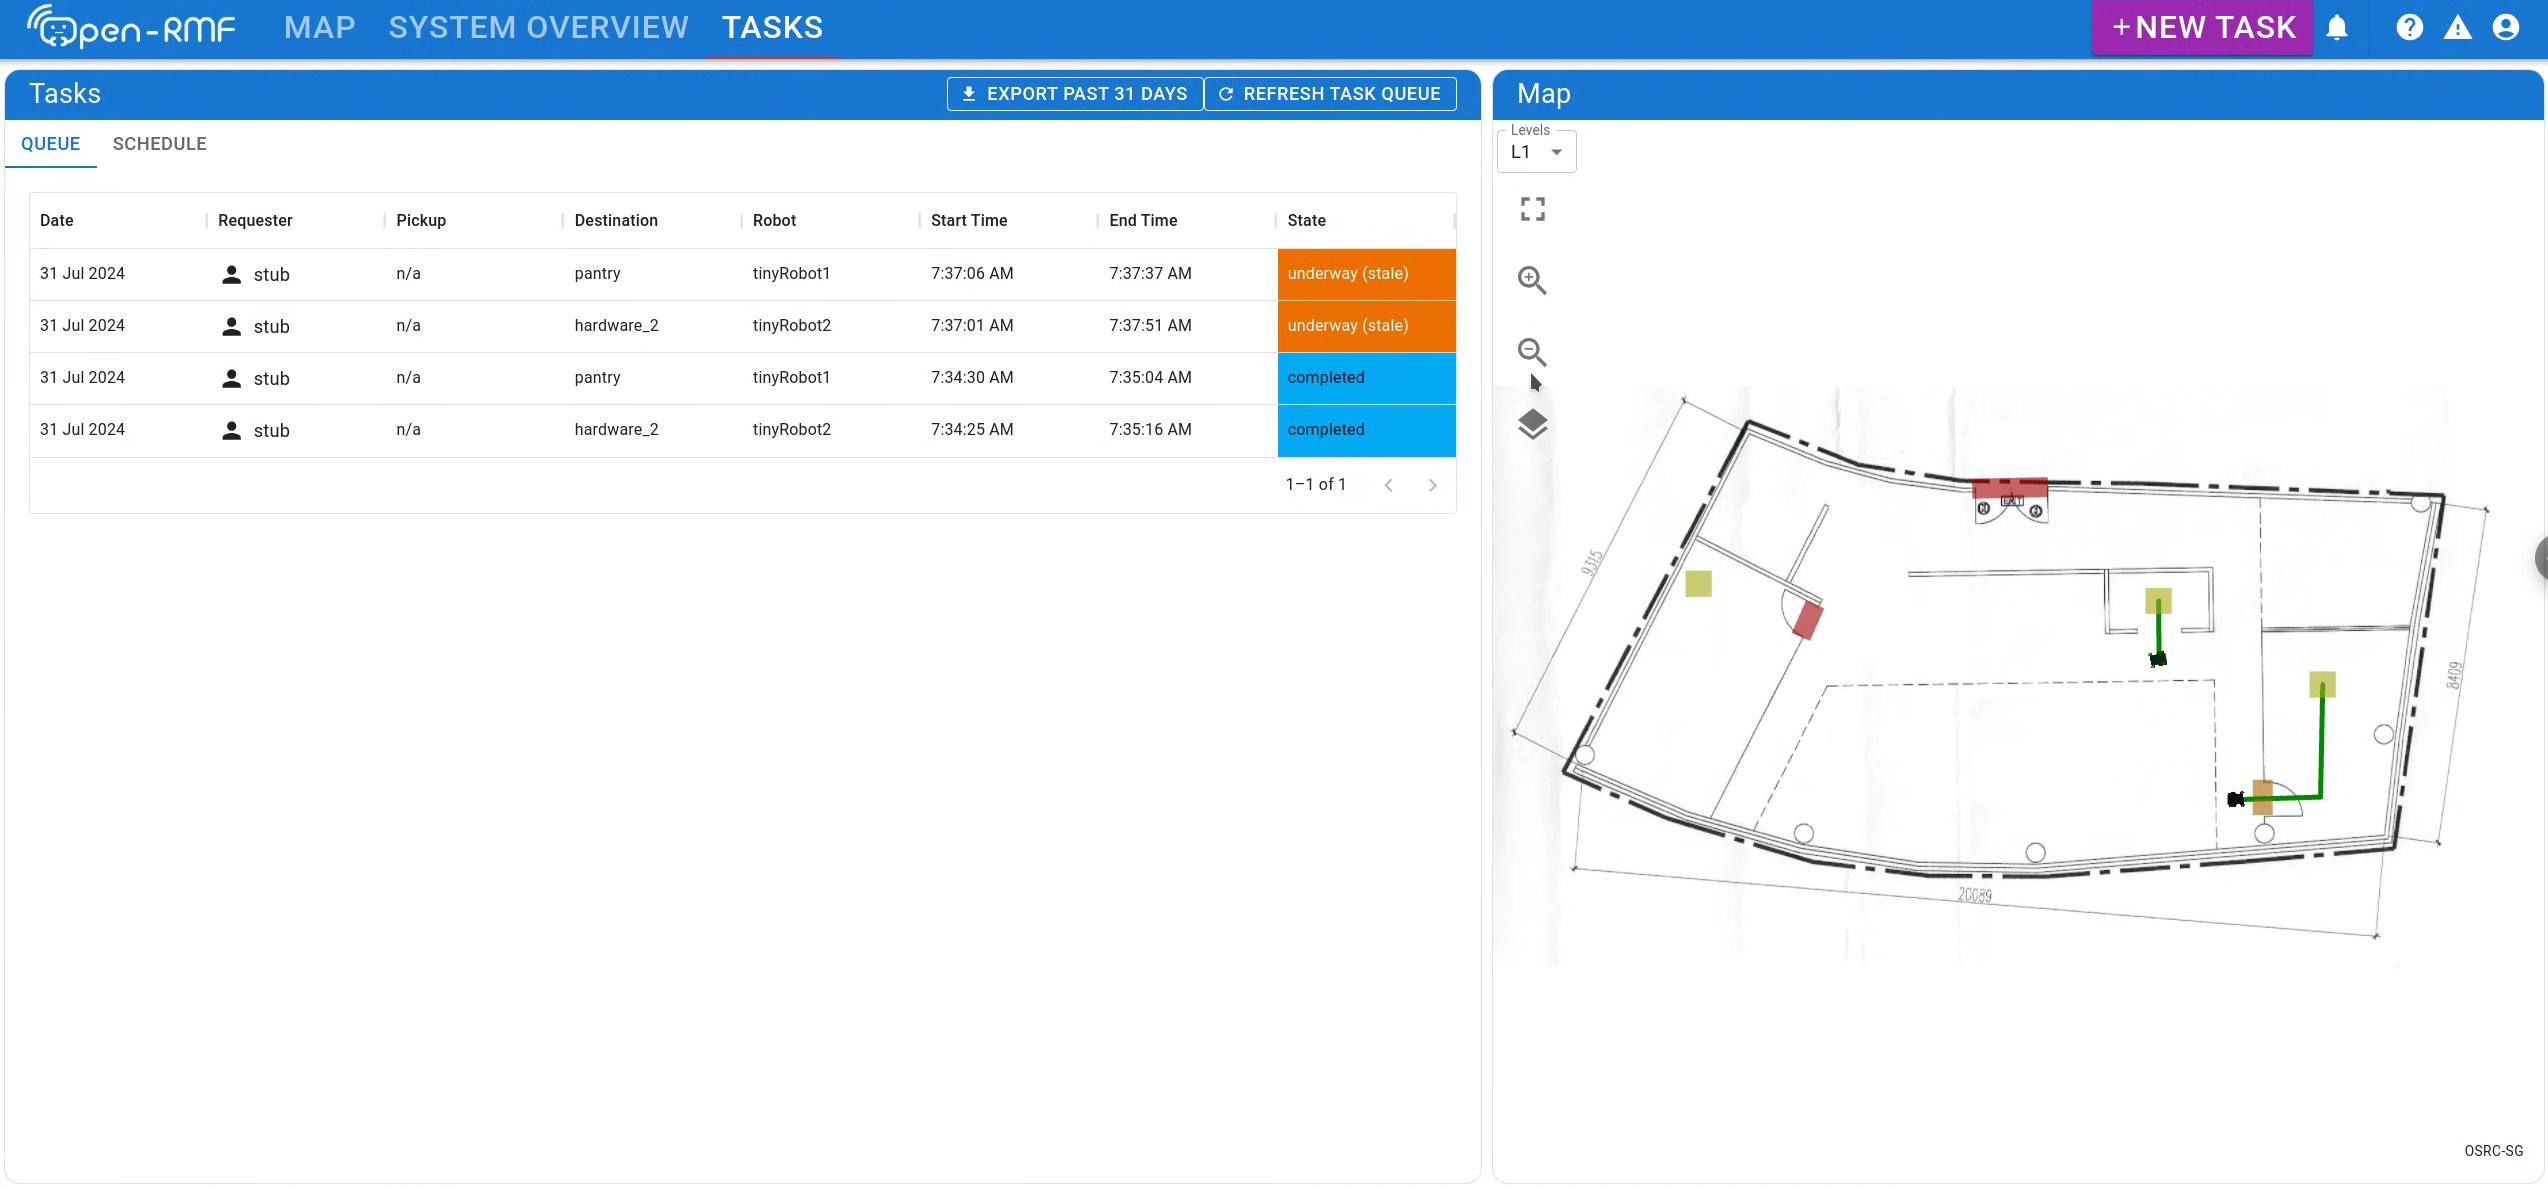 Open-RMF MAP SYSTEM OVERVIEW TASKS +NEW TASK
Tasks EXPORT PAST 31 DAYS REFRESH TASK QUEUE
QUEUE SCHEDULE
Date Requester Pickup Destination Robot Start Time End Time State
31 Jul 2024 stub n/a pantry tinyRobot1 7:37:06 AM 7:37:37 AM underway (stale)
31 Jul 2024 stub n/a hardware_2 tinyRobot2 7:37:01 AM 7:37:51 AM underway (stale)
31 Jul 2024 stub n/a pantry tinyRobot1 7:34:30 AM 7:35:04 AM completed
31 Jul 2024 stub n/a hardware_2 tinyRobot2 7:34:25 AM 7:35:16 AM completed
1–1 of 1
Map
Levels
L1
EXIT
9315
8409
20089
OSRC-SG